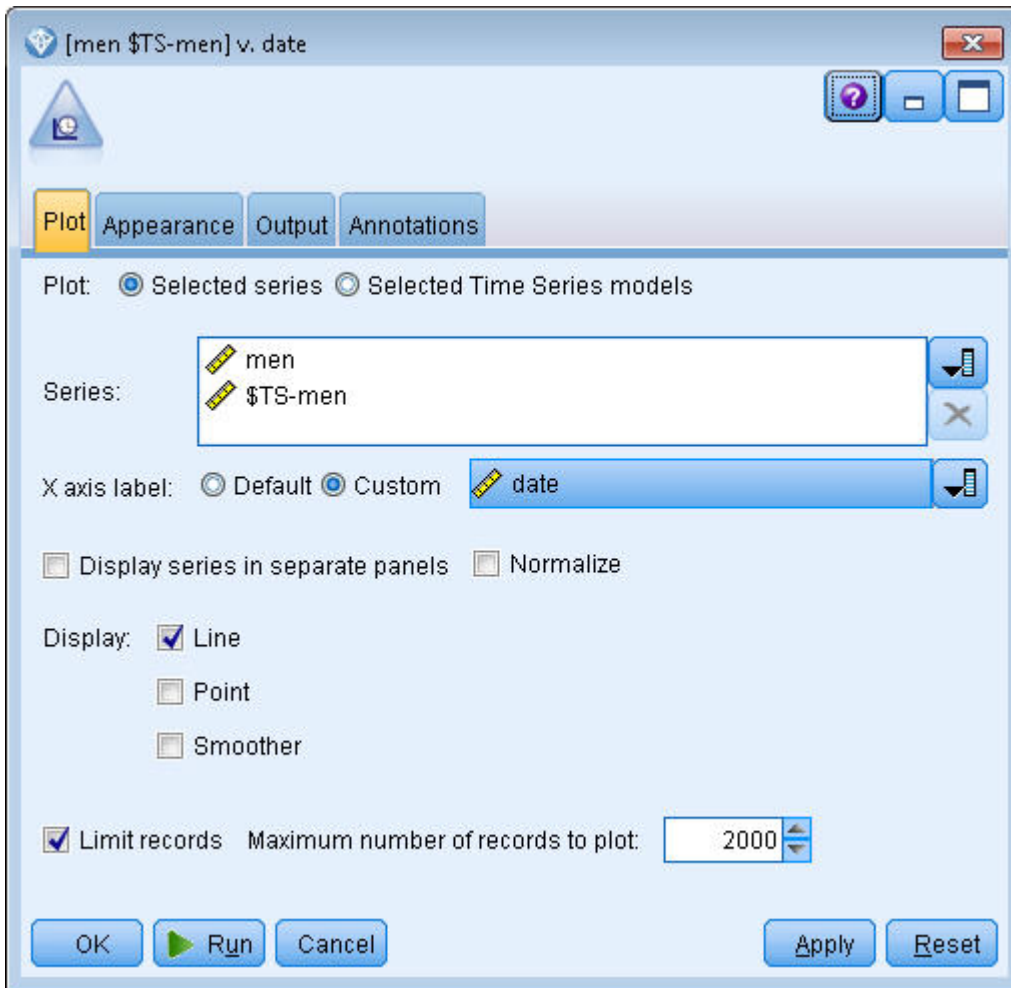 [men $TS-men] v. date
Plot Appearance Output Annotations
Plot: Selected series Selected Time Series models
Series:
men
$TS-men
X axis label: Default Custom date
Display series in separate panels Normalize
Display: Line
Point
Smoother
Limit records Maximum number of records to plot: 2000
OK Run Cancel Apply Reset